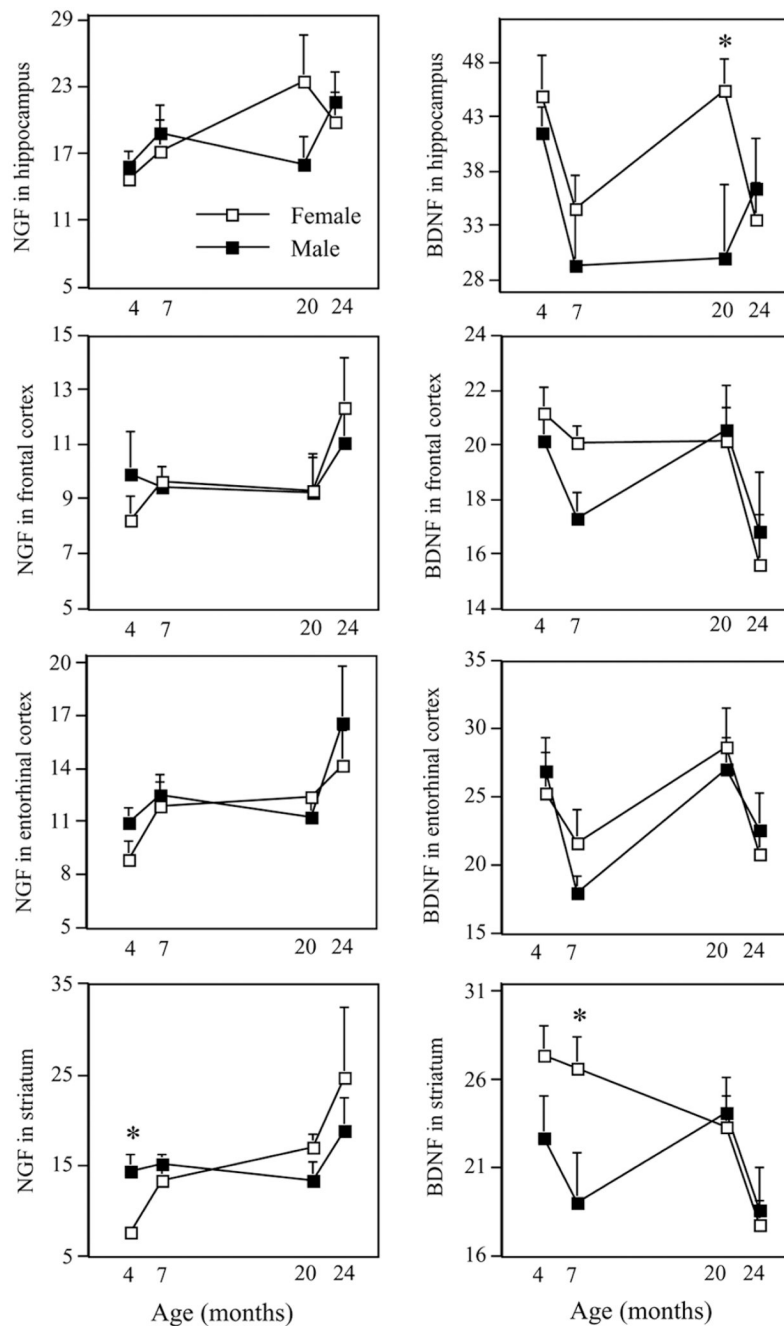 NGF in hippocampus
29
23
17
11
5
Female
Male
4 7 20 24
BDNF in hippocampus
48
43
38
33
28
*
4 7 20 24
NGF in frontal cortex
15
13
11
9
7
5
4 7 20 24
BDNF in frontal cortex
24
22
20
18
16
14
4 7 20 24
NGF in entorhinal cortex
20
17
14
11
8
5
4 7 20 24
BDNF in entorhinal cortex
35
30
25
20
15
4 7 20 24
NGF in striatum
35
25
15
5
*
4 7 20 24
Age (months)
BDNF in striatum
31
26
21
16
*
4 7 20 24
Age (months)